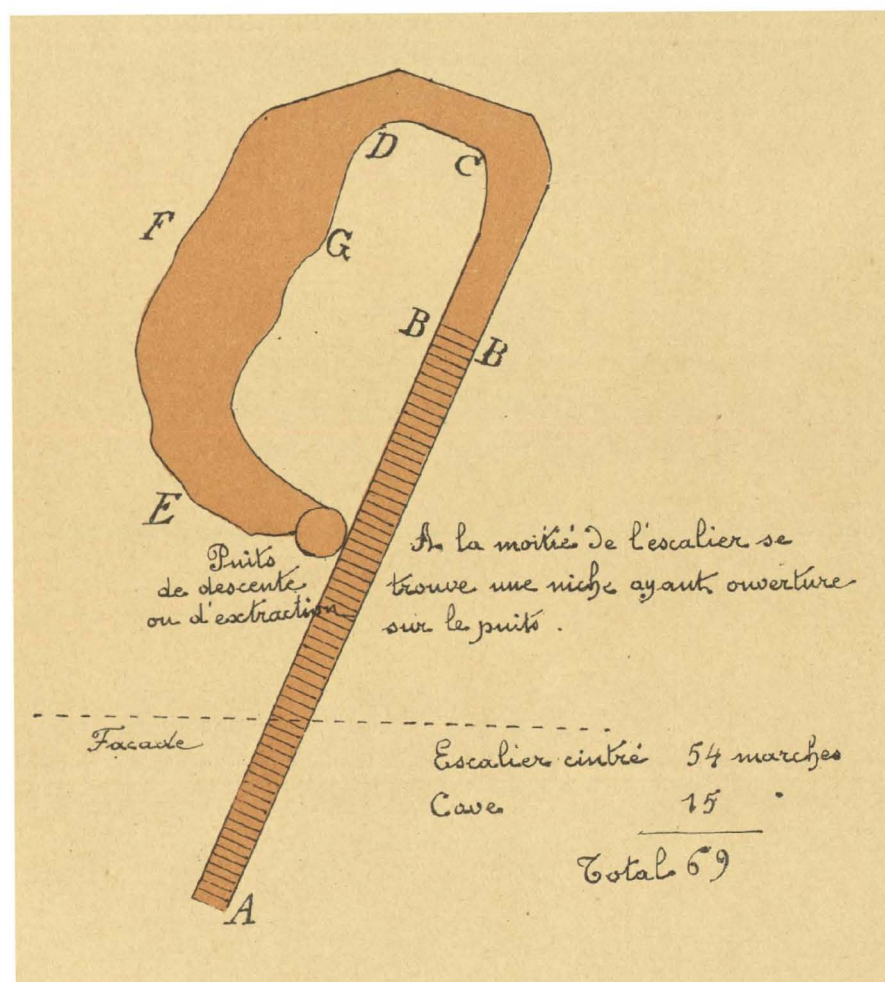 D
C
F
G
B
B
E
Puits
de descente
ou d'extraction
A la moitié de l'escalier se
trouve une niche ayant ouverture
sur le puits.
Façade
Escalier cintré 54 marches
Cave 15 "
Total 69
A